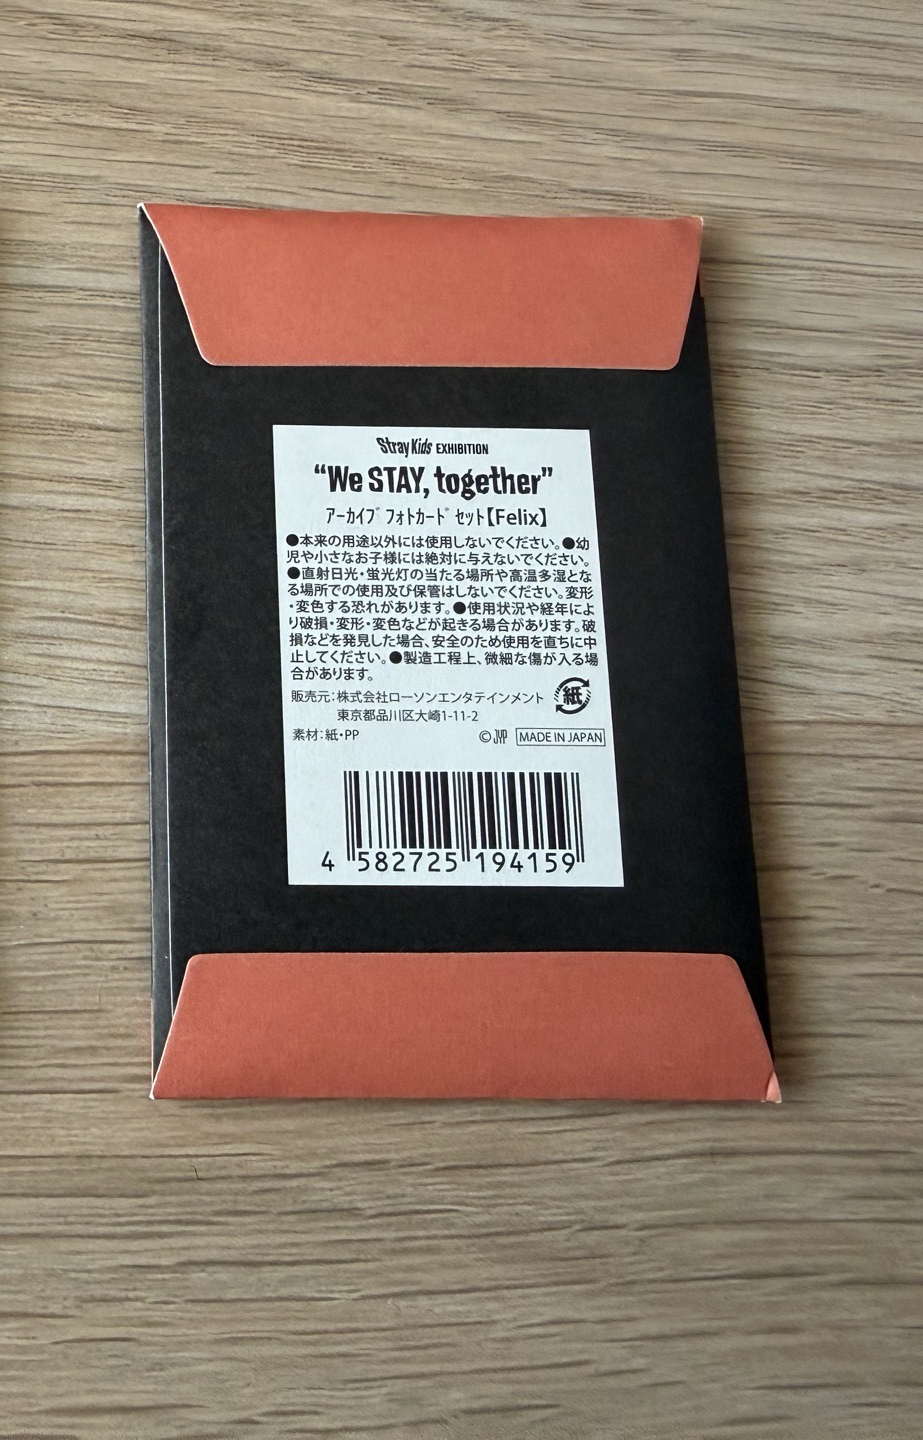 Stray Kids EXHIBITION
“We STAY, together”
ｱｰｶｲﾌﾞ ﾌｫﾄｶｰﾄﾞ ｾｯﾄ【Felix】
●本来の用途以外には使用しないでください。●幼
児や小さなお子様には絶対に与えないでください。
●直射日光・蛍光灯の当たる場所や高温多湿とな
る場所での使用及び保管はしないでください。変形
・変色する恐れがあります。●使用状況や経年によ
り破損・変形・変色などが起きる場合があります。破
損などを発見した場合、安全のため使用を直ちに中
止してください。●製造工程上、微細な傷が入る場
合があります。
販売元：株式会社ローソンエンタテインメント
東京都品川区大崎1-11-2
紙
素材：紙・PP
© JYP MADE IN JAPAN
4 582725 194159